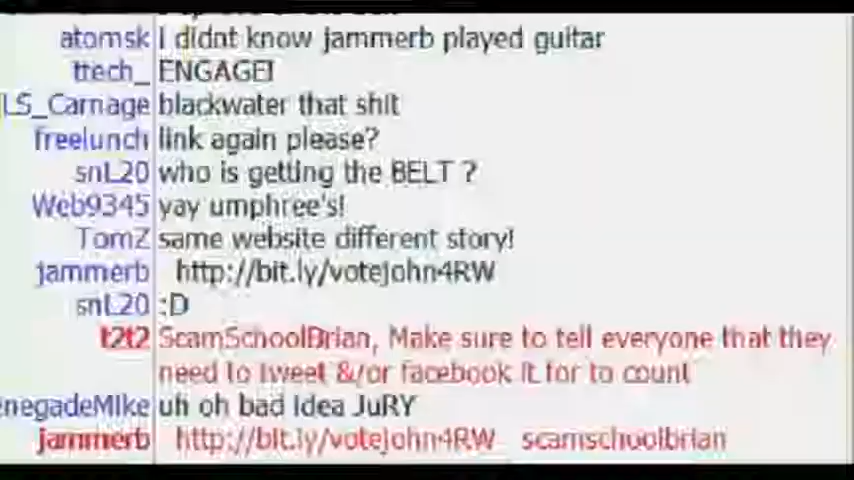 atomsk I didnt know jammerb played guitar
ttech_ ENGAGE!
LS_Carnage blackwater that shit
freelunch link again please?
snL20 who is getting the BELT ?
Web9345 yay umphree's!
TomZ same website different story!
jammerb http://bit.ly/votejohn4RW
snL20 :D
t2t2 ScamSchoolBrian, Make sure to tell everyone that they
need to tweet &/or facebook it for to count
enegadeMike uh oh bad idea JuRY
jammerb http://bit.ly/votejohn4RW scamschoolbrian